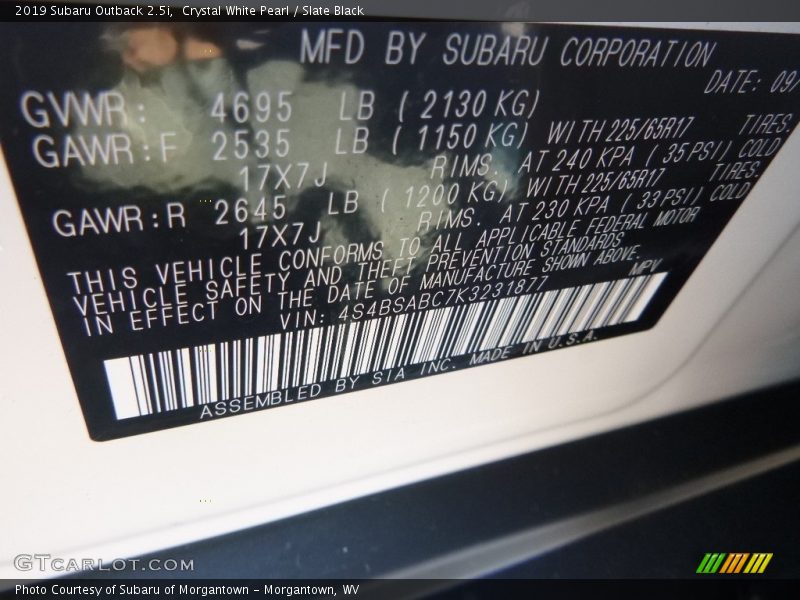 2019 Subaru Outback 2.5i,  Crystal White Pearl / Slate Black
MFD BY SUBARU CORPORATION
DATE: 09/
GVWR: 4695 LB (2130 KG)
GAWR:F 2535 LB (1150 KG) WITH 225/65R17 TIRES
17X7J RIMS. AT 240 KPA (35PSI) COLD
GAWR:R 2645 LB (1200 KG) WITH 225/65R17 TIRES
17X7J RIMS. AT 230 KPA (33PSI) COLD
THIS VEHICLE CONFORMS TO ALL APPLICABLE FEDERAL MOTOR
VEHICLE SAFETY AND THEFT PREVENTION STANDARDS
IN EFFECT ON THE DATE OF MANUFACTURE SHOWN ABOVE.
VIN: 4S4BSABC7K3231877 MPV
ASSEMBLED BY SIA INC. MADE IN U.S.A.
GTCARLOT.COM
Photo Courtesy of Subaru of Morgantown - Morgantown, WV